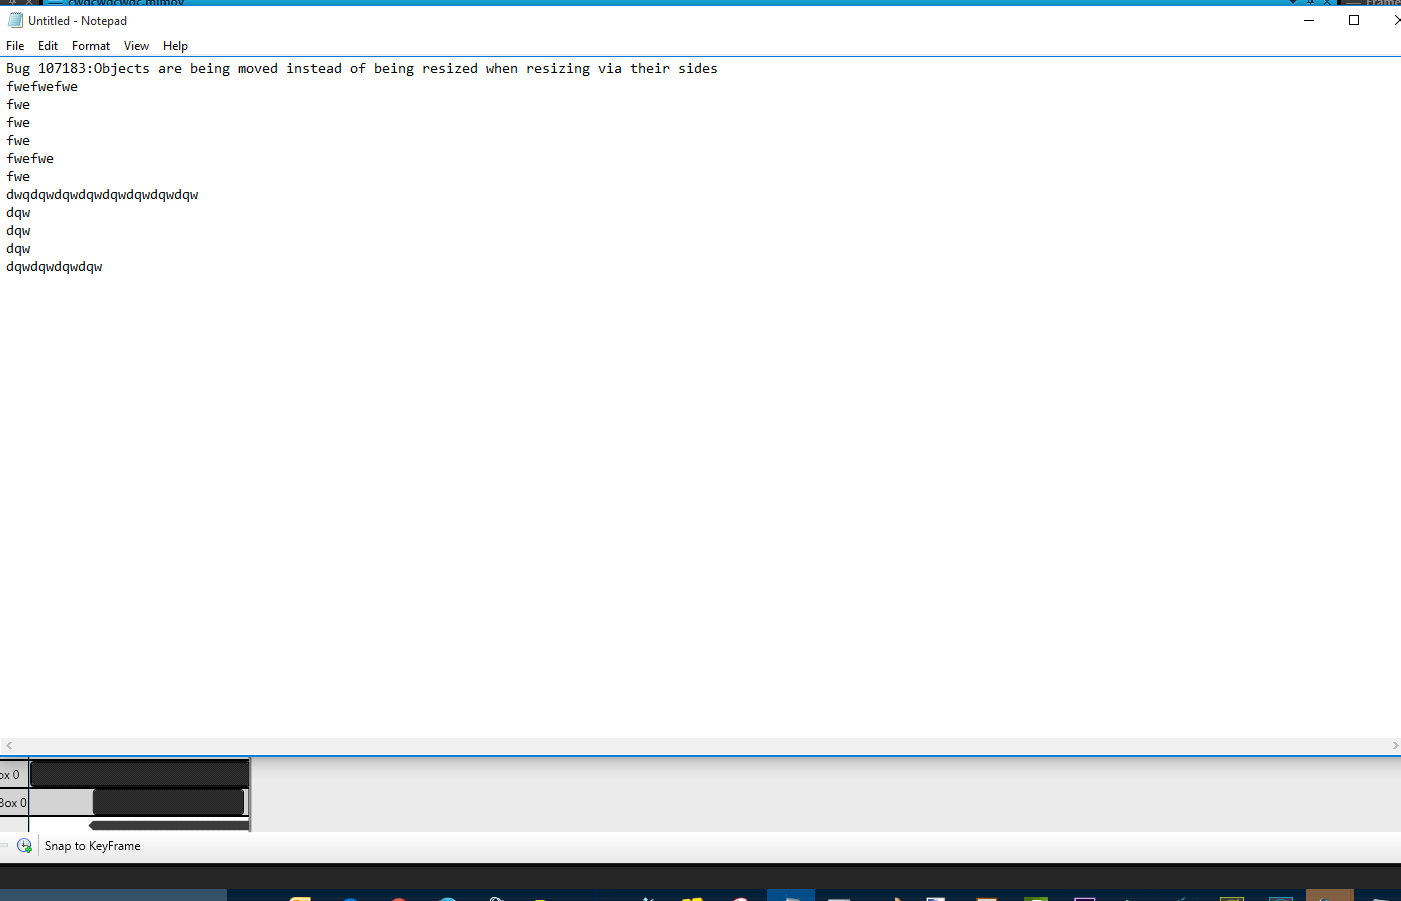 cwdcwdcwdc.mimov
Frame
Untitled - Notepad
File Edit Format View Help
Bug 107183:Objects are being moved instead of being resized when resizing via their sides
fwefwefwe
fwe
fwe
fwe
fwefwe
fwe
dwqdqwdqwdqwdqwdqwdqwdqw
dqw
dqw
dqw
dqwdqwdqwdqw
ox 0
Box 0
Snap to KeyFrame